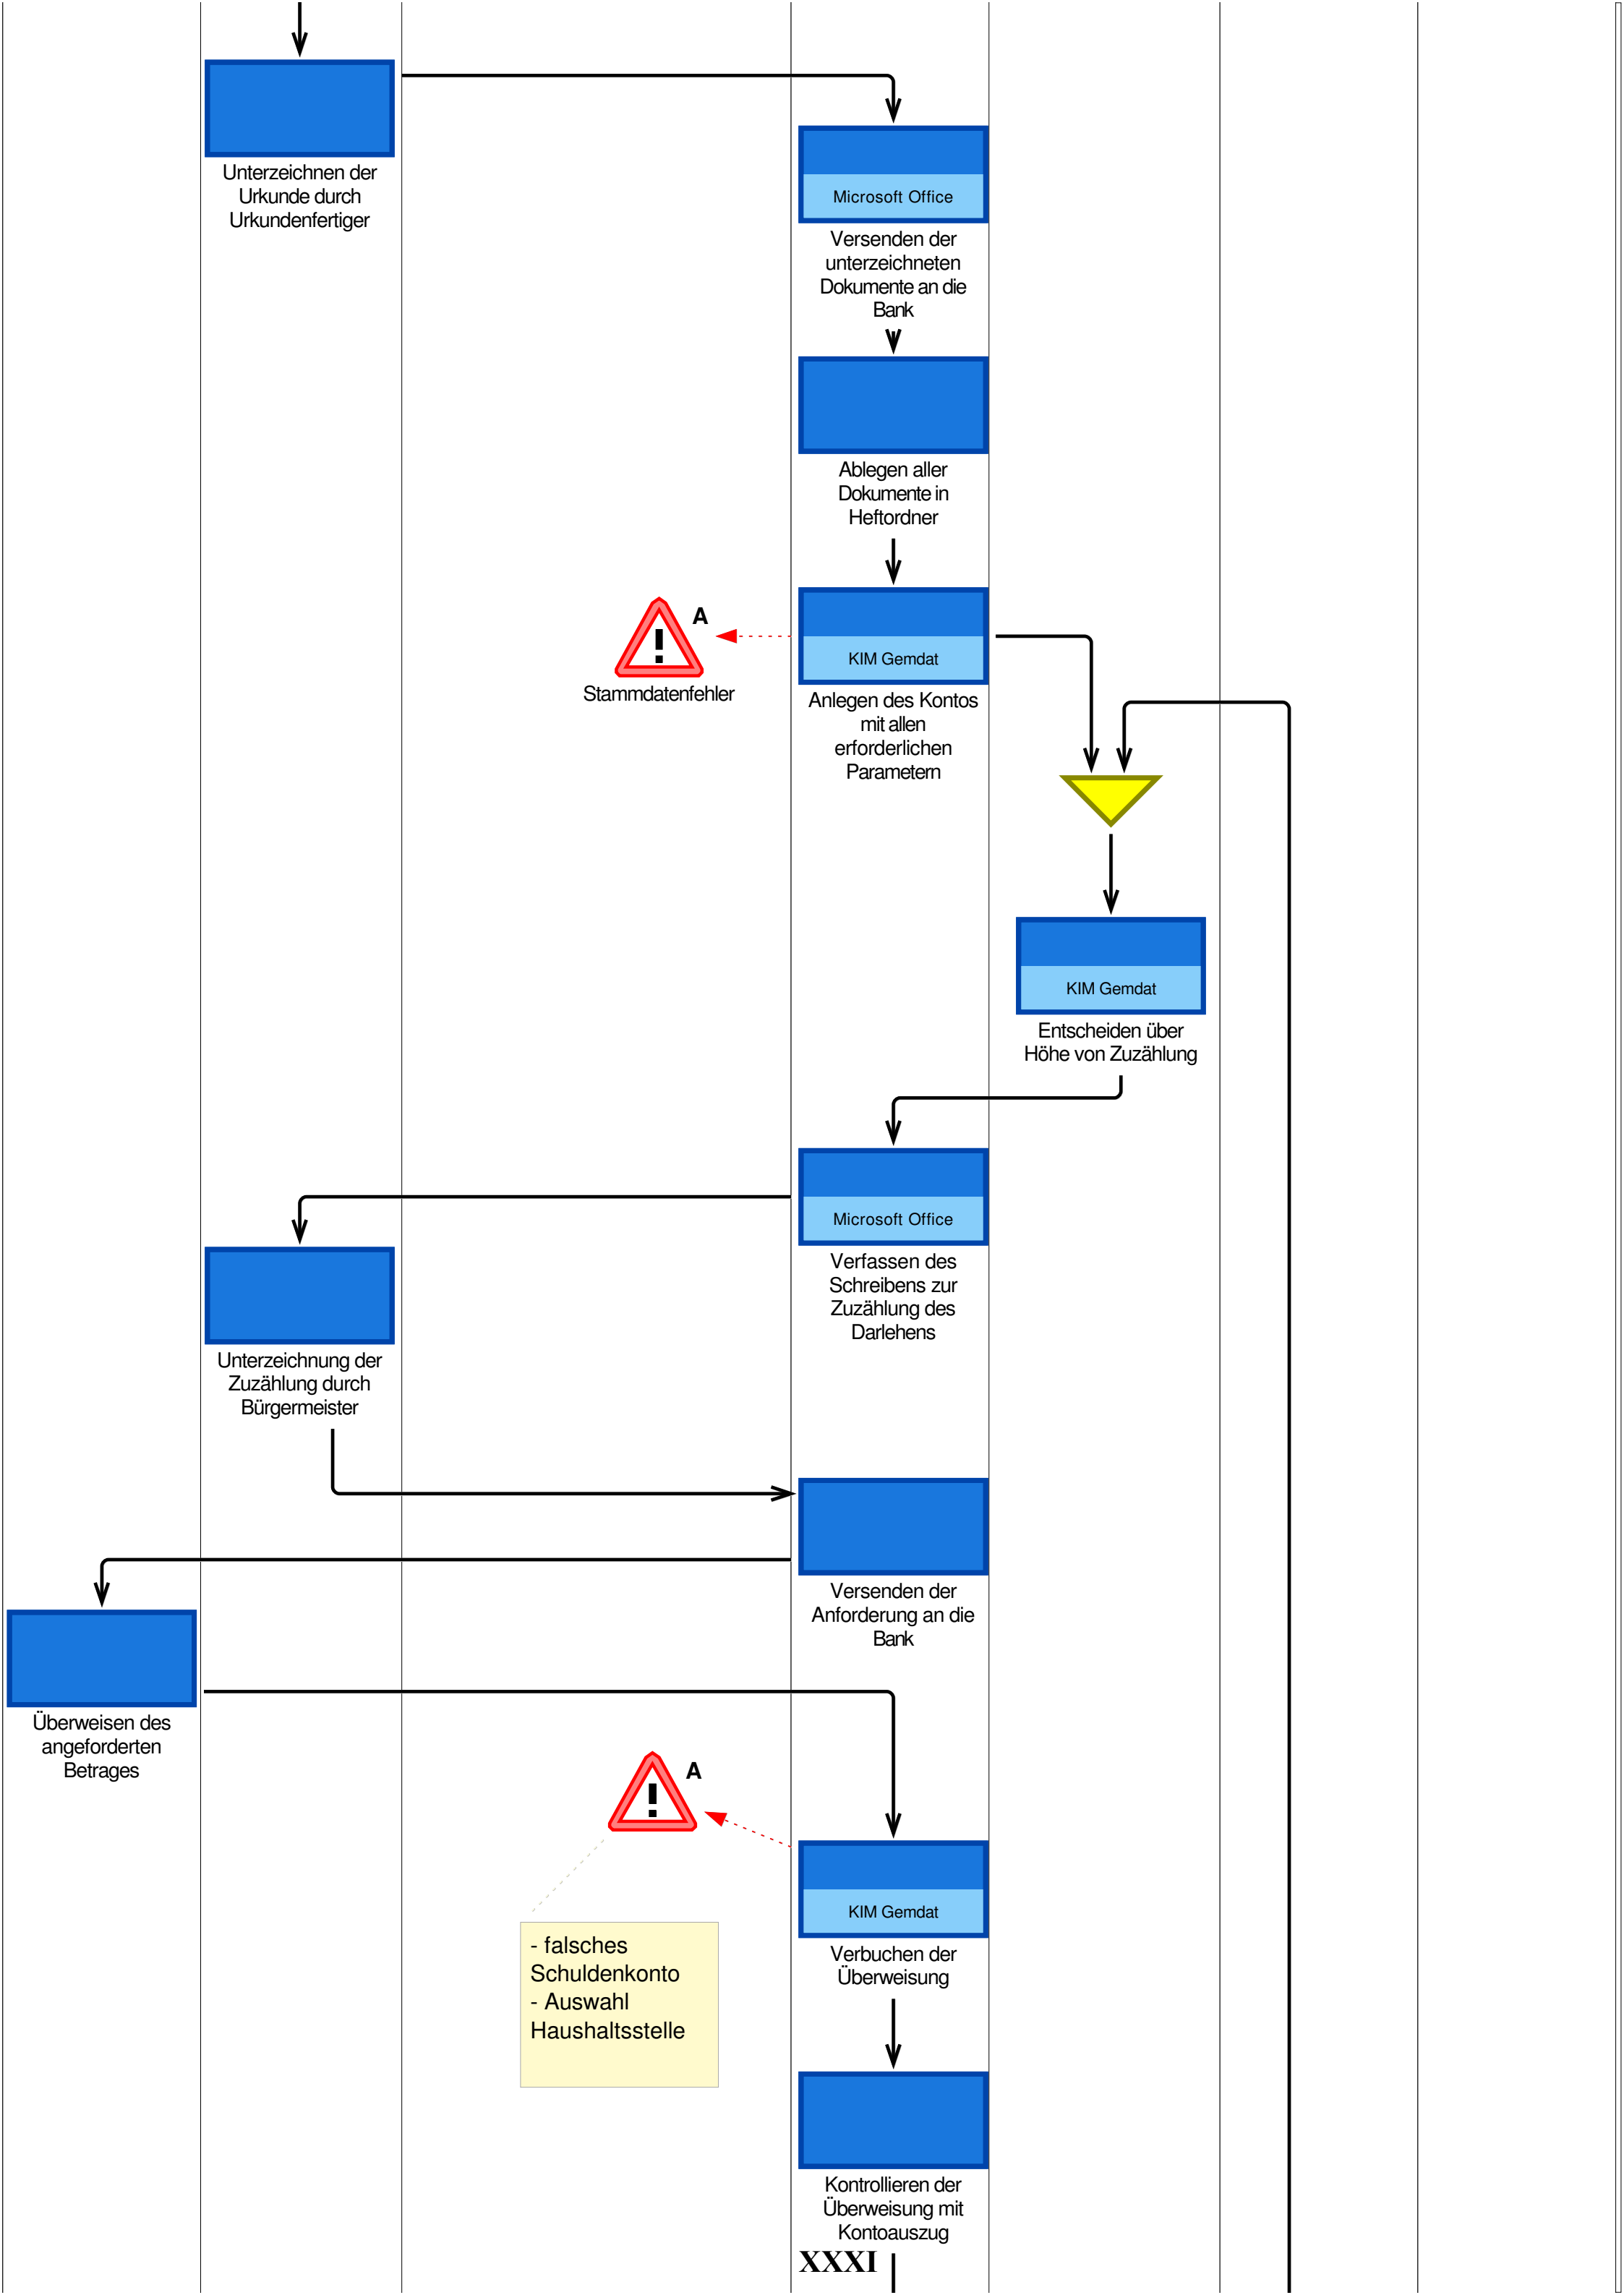 Unterzeichnen der
Urkunde durch
Urkundenfertiger
Microsoft Office
Versenden der
unterzeichneten
Dokumente an die
Bank
Ablegen aller
Dokumente in
Heftordner
A
Stammdatenfehler
KIM Gemdat
Anlegen des Kontos
mit allen
erforderlichen
Parametern
KIM Gemdat
Entscheiden über
Höhe von Zuzählung
Microsoft Office
Verfassen des
Schreibens zur
Zuzählung des
Darlehens
Unterzeichnung der
Zuzählung durch
Bürgermeister
Versenden der
Anforderung an die
Bank
Überweisen des
angeforderten
Betrages
A
KIM Gemdat
Verbuchen der
Überweisung
- falsches
Schuldenkonto
- Auswahl
Haushaltsstelle
Kontrollieren der
Überweisung mit
Kontoauszug
XXXI